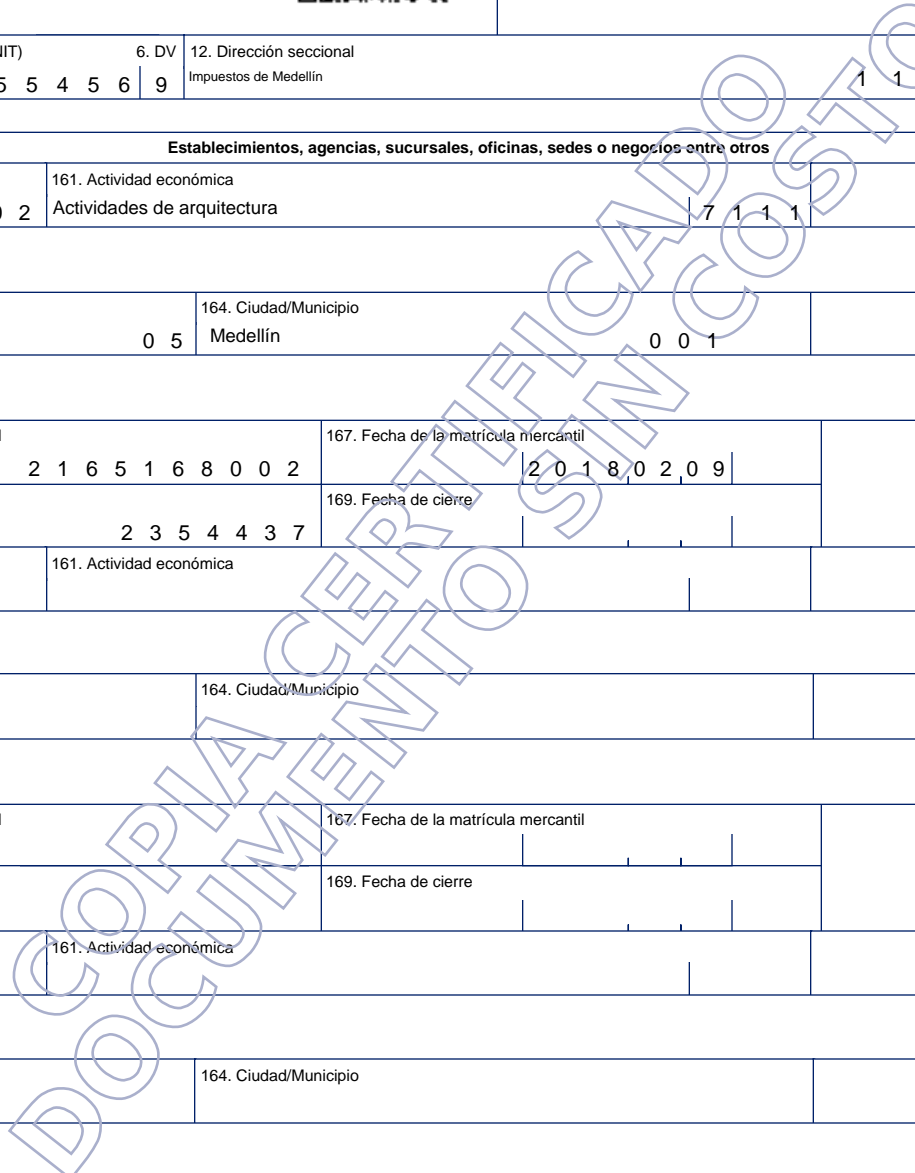 IT) 6. DV 12. Dirección seccional
5 5 4 5 6 9 Impuestos de Medellín 1 1
Establecimientos, agencias, sucursales, oficinas, sedes o negocios entre otros
161. Actividad económica
2 Actividades de arquitectura 7 1 1 1
164. Ciudad/Municipio
0 5 Medellín 0 0 1
167. Fecha de la matrícula mercantil
2 1 6 5 1 6 8 0 0 2 2 0 1 8 0 2 0 9
169. Fecha de cierre
2 3 5 4 4 3 7
161. Actividad económica
164. Ciudad/Municipio
167. Fecha de la matrícula mercantil
169. Fecha de cierre
161. Actividad económica
164. Ciudad/Municipio
COPIA CERTIFICADO
DOCUMENTO SIN COSTO